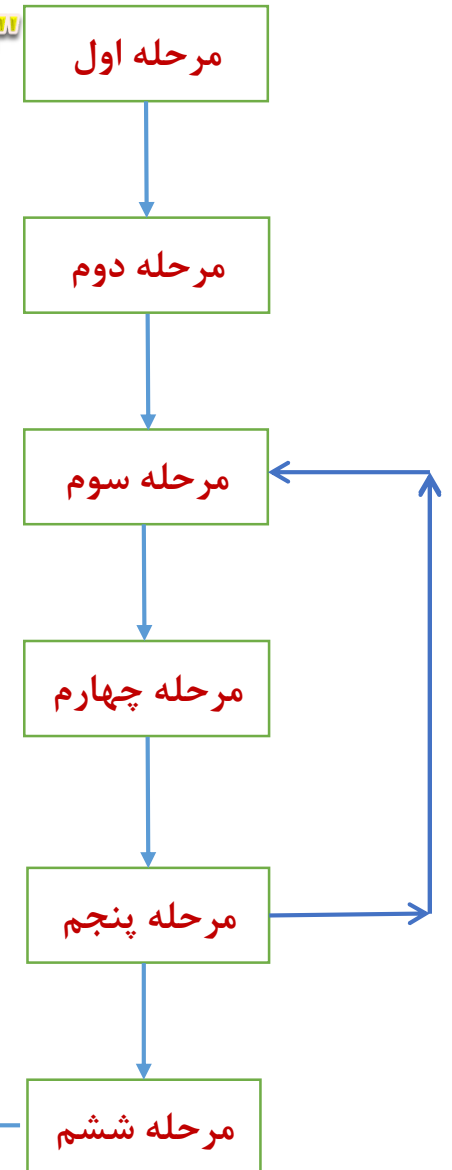 مرحله اول
مرحله دوم
مرحله سوم
مرحله چهارم
مرحله پنجم
مرحله ششم